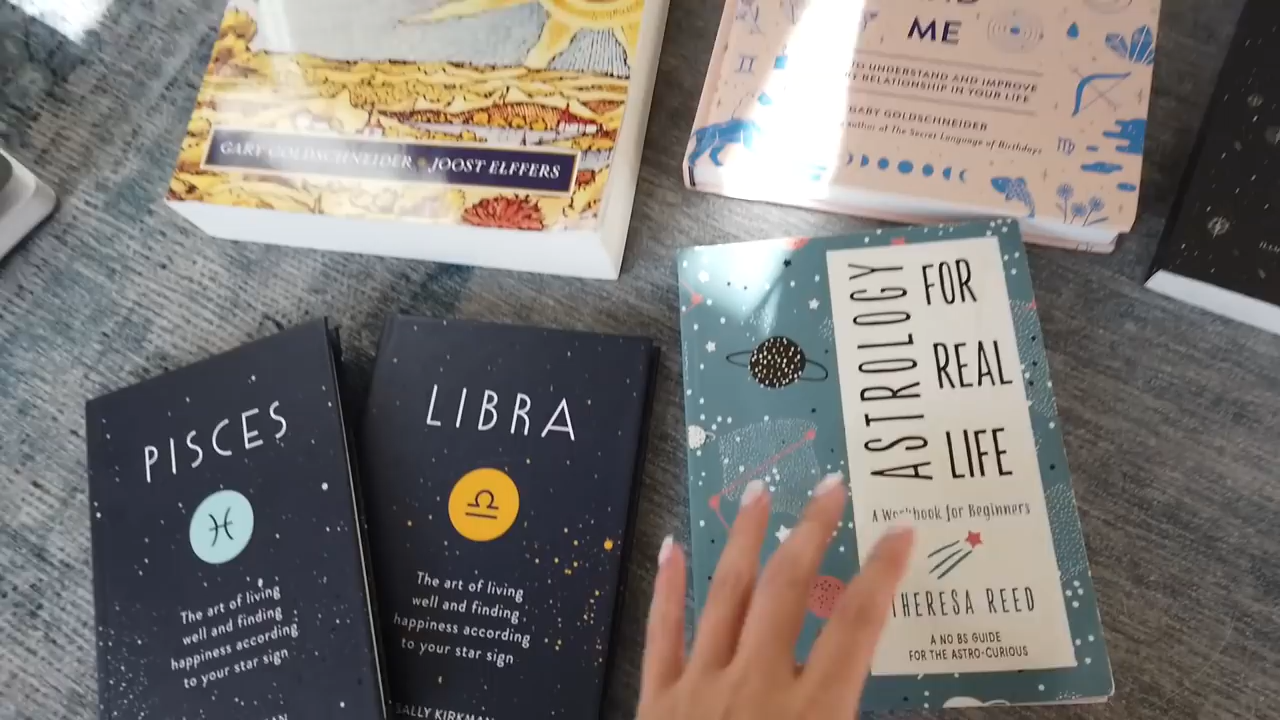 GARY GOLDSCHNEIDER • JOOST ELFFERS
ME
TO UNDERSTAND AND IMPROVE
RELATIONSHIP IN YOUR LIFE
GARY GOLDSCHNEIDER
author of The Secret Language of Birthdays
PISCES
The art of living
well and finding
happiness according
to your star sign
LIBRA
The art of living
well and finding
happiness according
to your star sign
SALLY KIRKMAN
ASTROLOGY
FOR
REAL
LIFE
A Workbook for Beginners
THERESA REED
A NO BS GUIDE
FOR THE ASTRO-CURIOUS